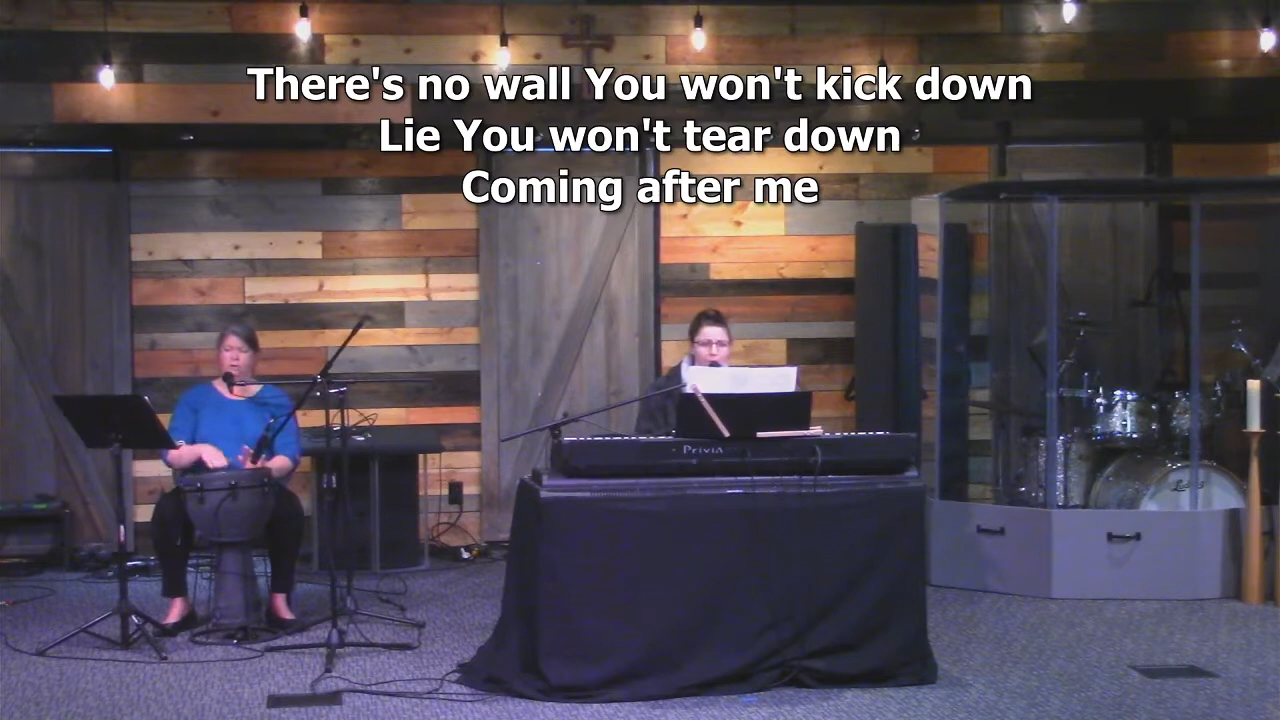 There's no wall You won't kick down
Lie You won't tear down
Coming after me
Privia